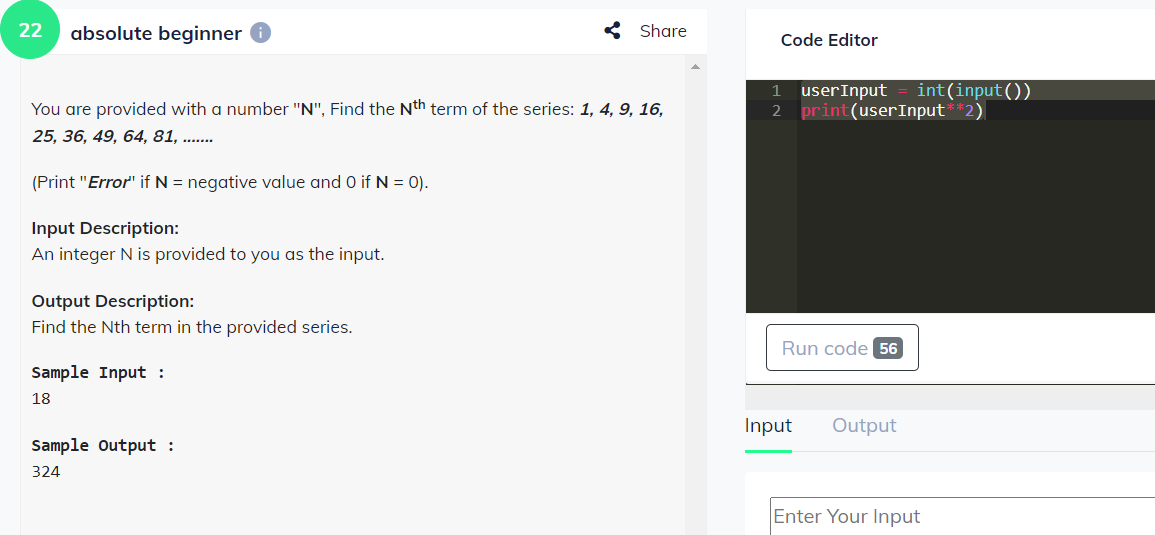 22
absolute beginner i
Share
You are provided with a number "N", Find the Nth term of the series: 1, 4, 9, 16,
25, 36, 49, 64, 81, .......
(Print "Error" if N = negative value and 0 if N = 0).
Input Description:
An integer N is provided to you as the input.
Output Description:
Find the Nth term in the provided series.
Sample Input :
18
Sample Output :
324
Code Editor
1 userInput = int(input())
2 print(userInput**2)
Run code 56
Input Output
Enter Your Input